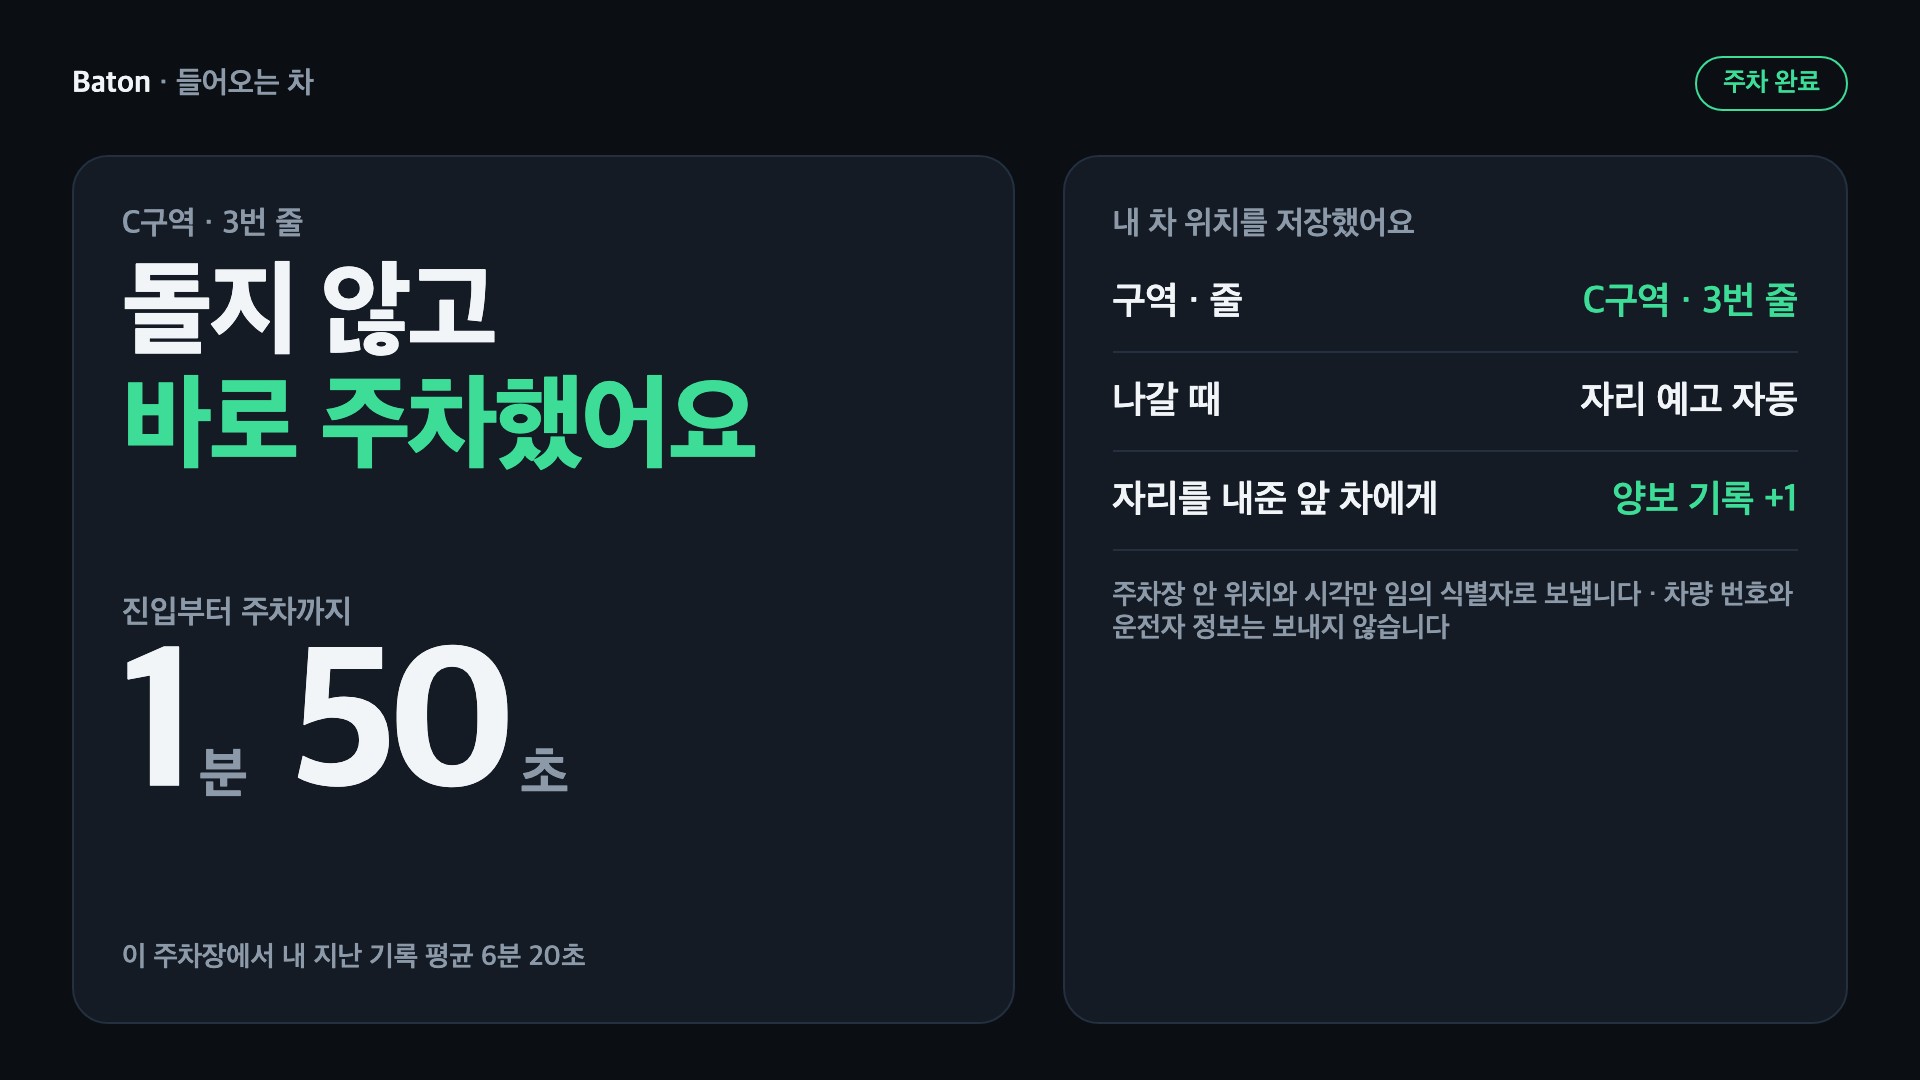 Baton · 들어오는 차
주차 완료
C구역 · 3번 줄
돌지 않고
바로 주차했어요
진입부터 주차까지
1분 50초
이 주차장에서 내 지난 기록 평균 6분 20초
내 차 위치를 저장했어요
구역 · 줄 C구역 · 3번 줄
나갈 때 자리 예고 자동
자리를 내준 앞 차에게 양보 기록 +1
주차장 안 위치와 시각만 임의 식별자로 보냅니다 · 차량 번호와
운전자 정보는 보내지 않습니다